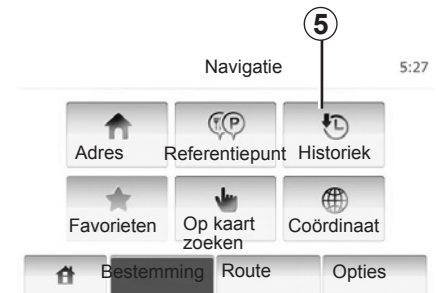 5
Navigatie 5:27
Adres Referentiepunt Historiek
Favorieten Op kaart zoeken Coördinaat
Bestemming Route Opties